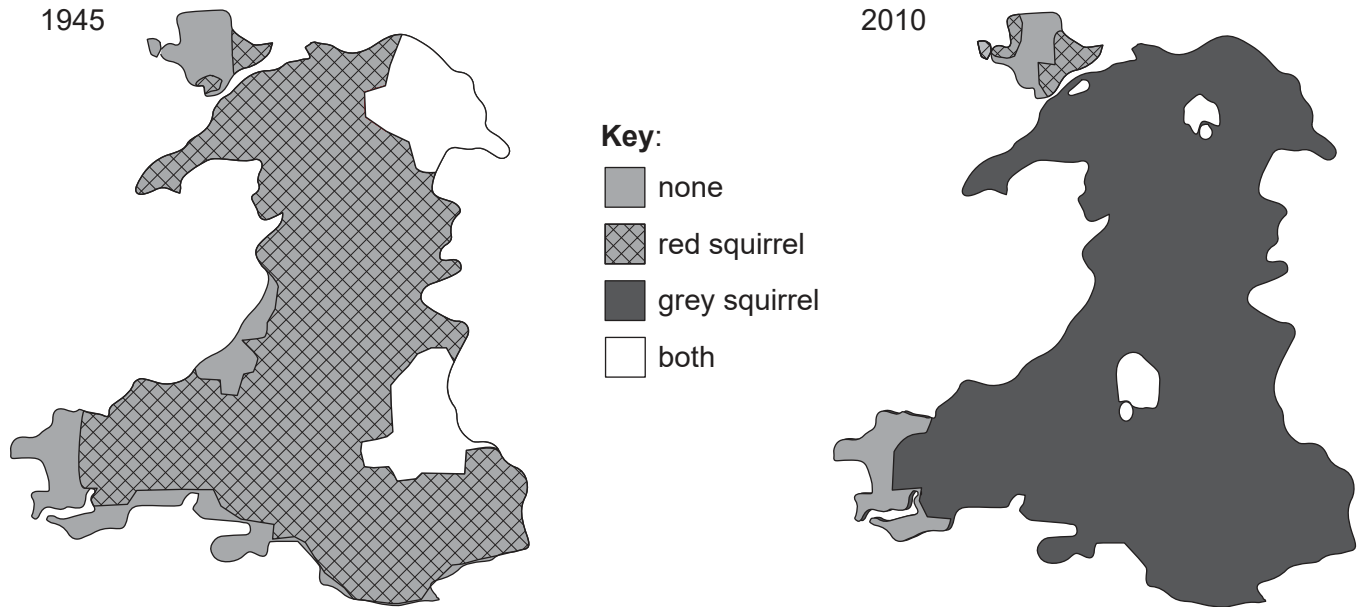 1945
2010
Key:
none
red squirrel
grey squirrel
both